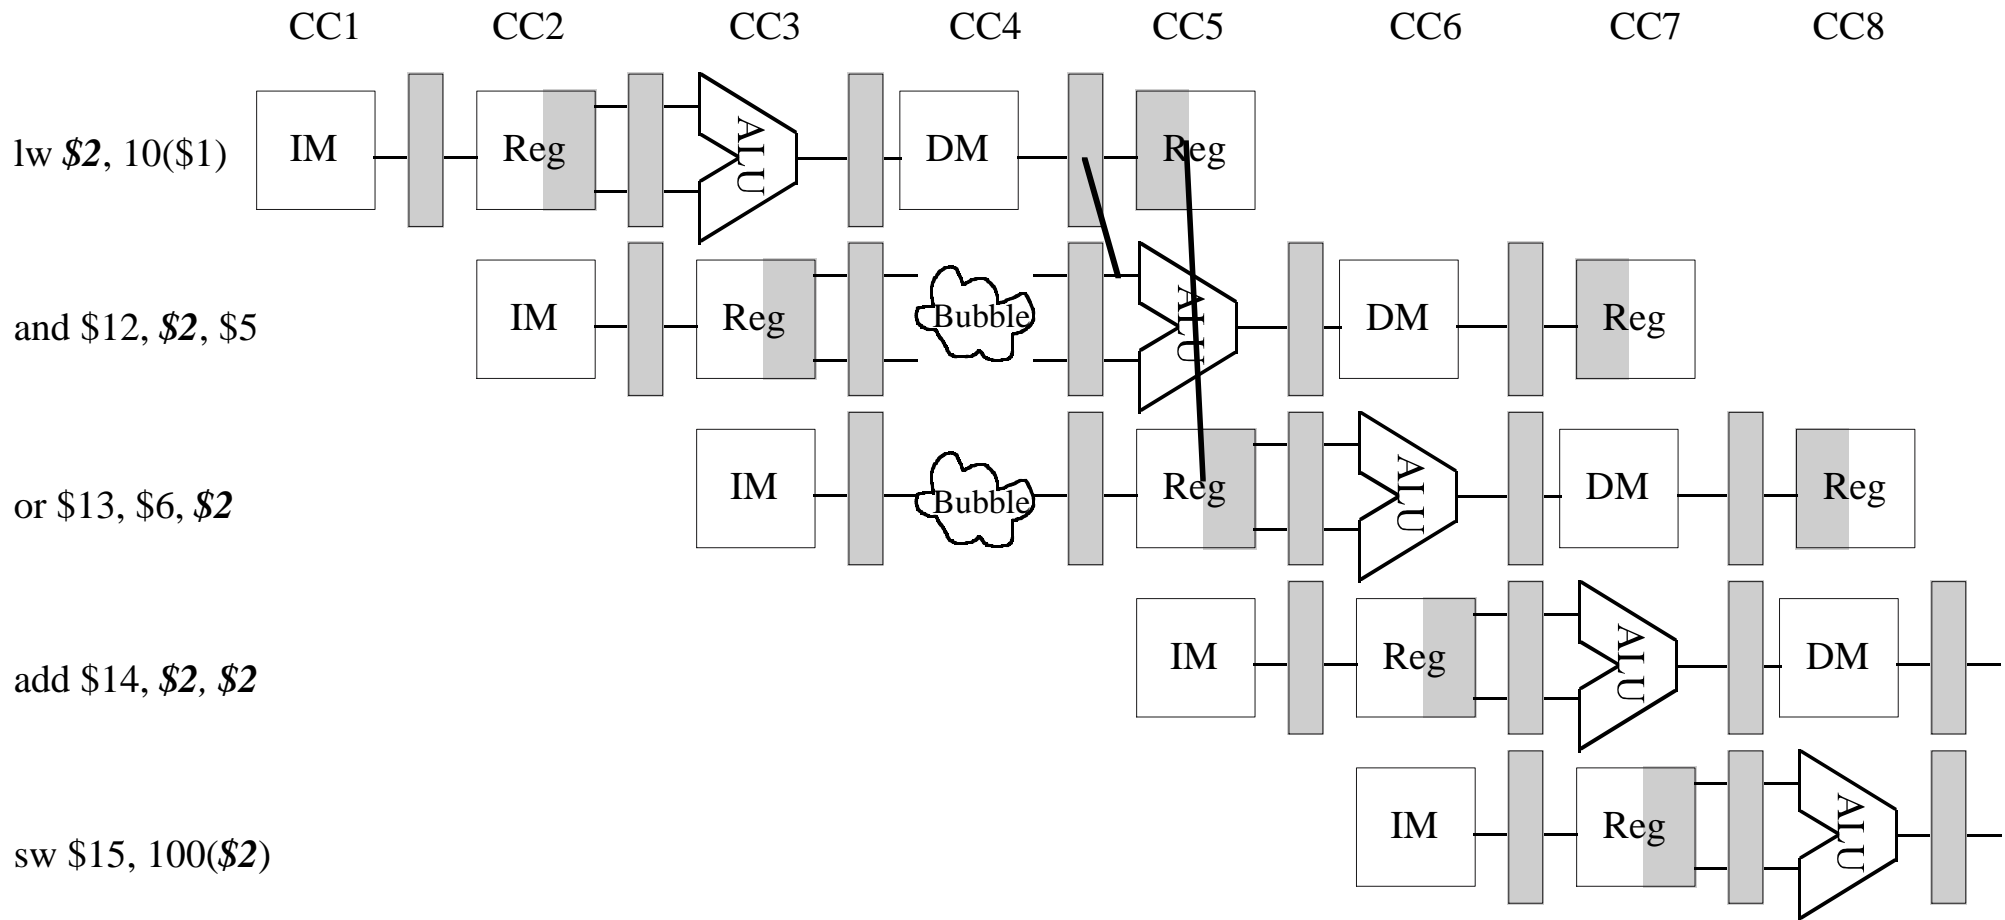 CC1 CC2 CC3 CC4 CC5 CC6 CC7 CC8
lw $2, 10($1) IM Reg ALU DM Reg
and $12, $2, $5 IM Reg Bubble ALU DM Reg
or $13, $6, $2 IM Bubble Reg ALU DM Reg
add $14, $2, $2 IM Reg ALU DM
sw $15, 100($2) IM Reg ALU